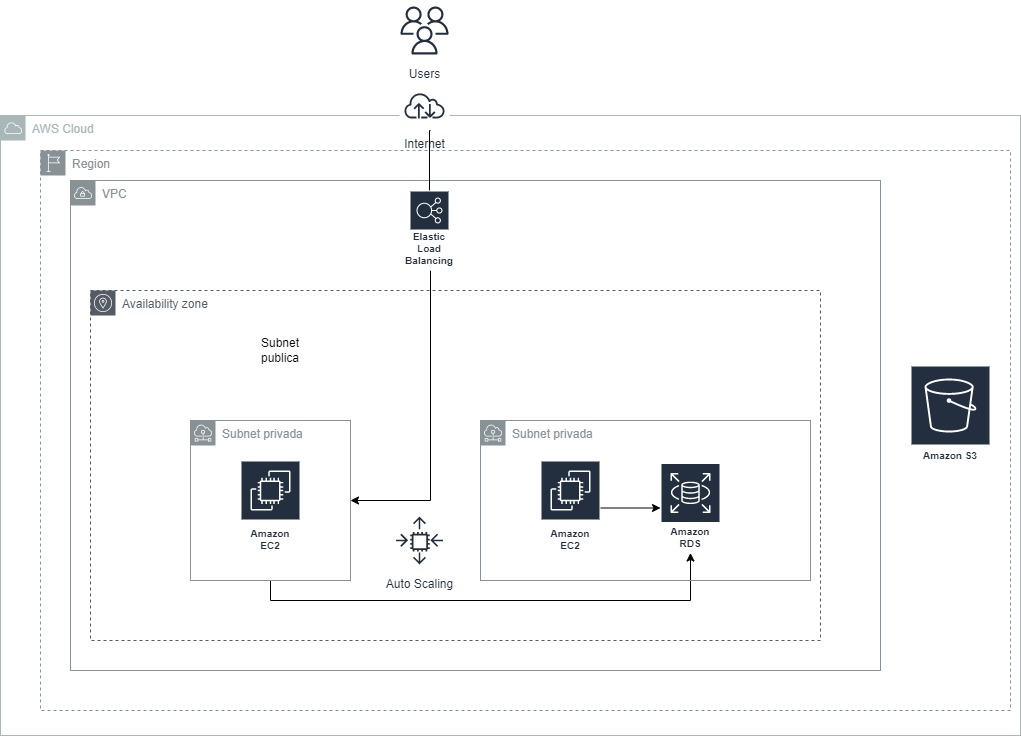 Users
AWS Cloud
Internet
Region
VPC
Elastic
Load
Balancing
Availability zone
Subnet
publica
Subnet privada
Subnet privada
Amazon S3
Amazon
EC2
Amazon
EC2
Amazon
RDS
Auto Scaling